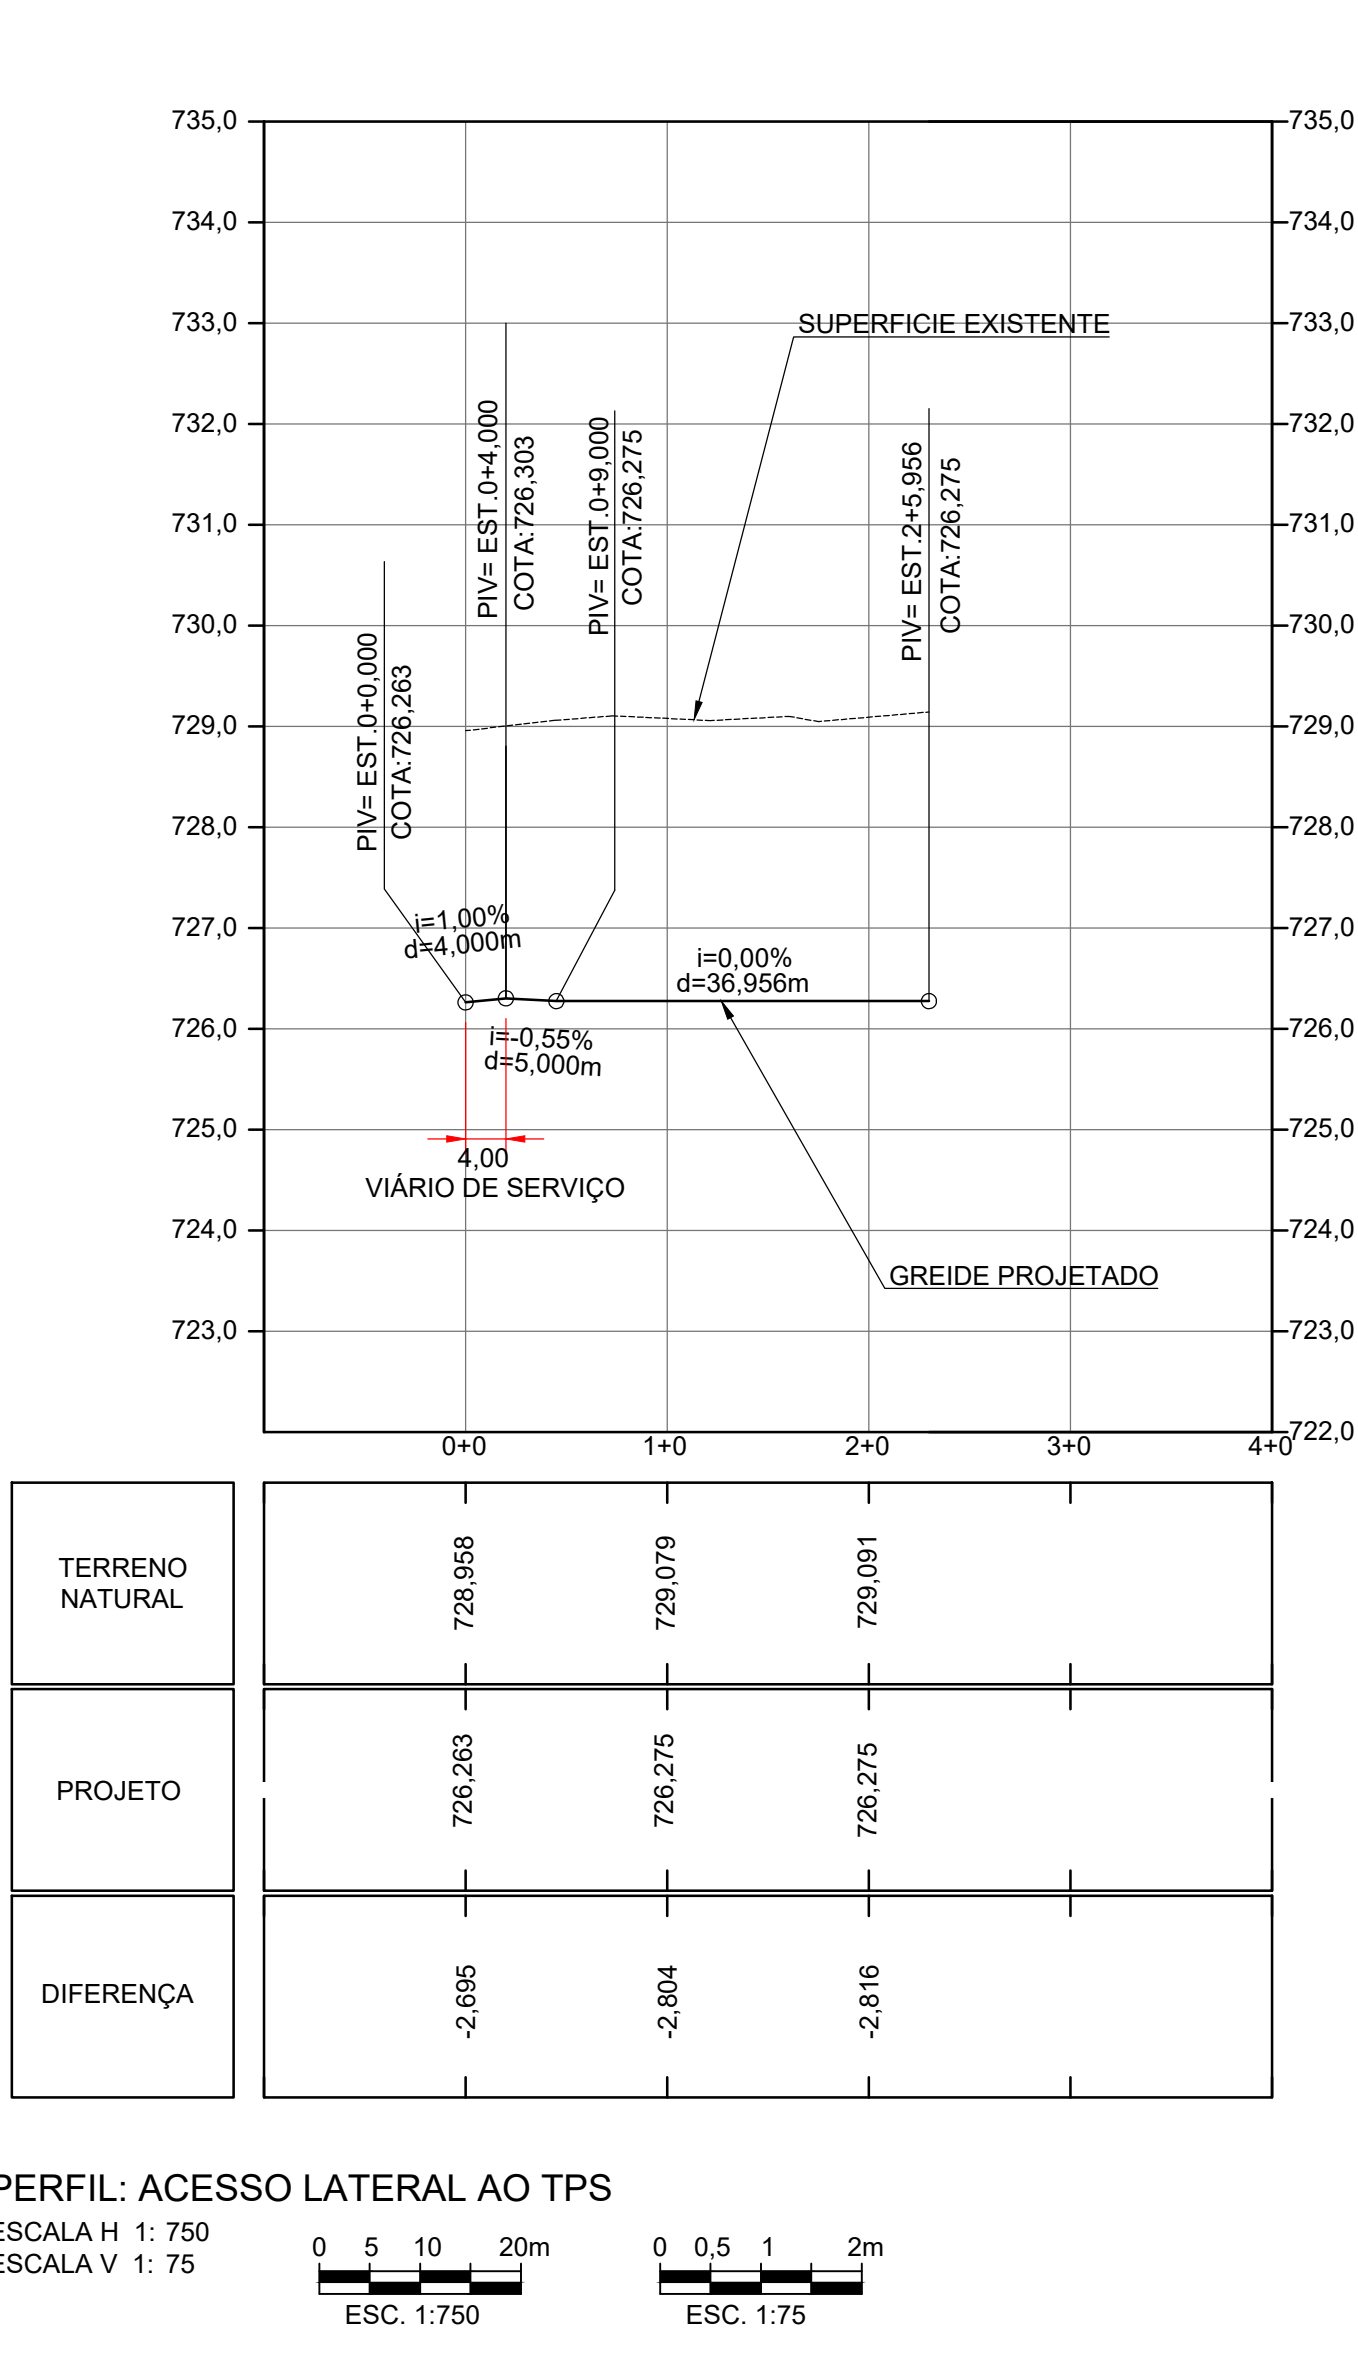 735,0
735,0
734,0
734,0
733,0
733,0
SUPERFICIE EXISTENTE
732,0
732,0
PIV= EST.0+4,000
COTA:726,303
PIV= EST.0+9,000
COTA:726,275
PIV= EST.2+5,956
COTA:726,275
731,0
731,0
730,0
730,0
PIV= EST.0+0,000
COTA:726,263
729,0
729,0
728,0
728,0
i=1,00%
d=4,000m
727,0
727,0
i=0,00%
d=36,956m
726,0
726,0
i=-0,55%
d=5,000m
725,0
725,0
4,00
VIÁRIO DE SERVIÇO
724,0
724,0
GREIDE PROJETADO
723,0
723,0
722,0
0+0 1+0 2+0 3+0 4+0
TERRENO
NATURAL
728,958
729,079
729,091
PROJETO
726,263
726,275
726,275
DIFERENÇA
-2,695
-2,804
-2,816
PERFIL: ACESSO LATERAL AO TPS
ESCALA H 1: 750
ESCALA V 1: 75
0 5 10 20m
ESC. 1:750
0 0,5 1 2m
ESC. 1:75